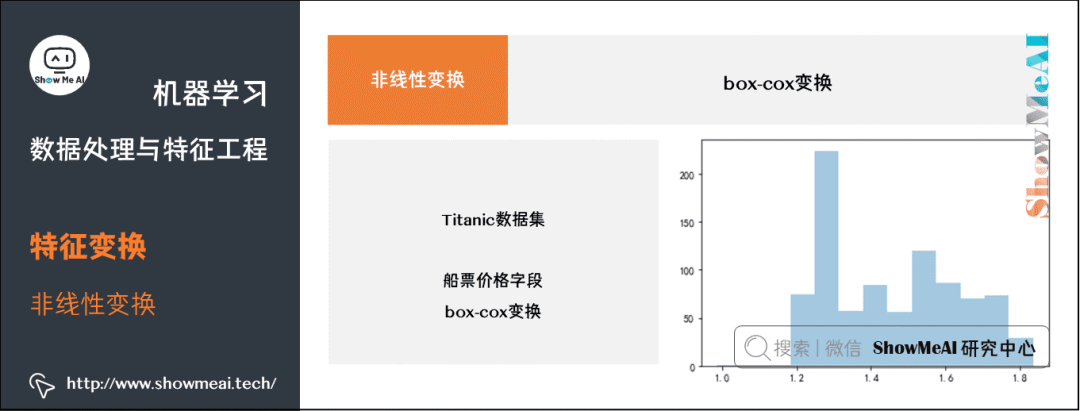 Show Me AI
机器学习
数据处理与特征工程
特征变换
非线性变换
http://www.showmeai.tech/
非线性变换
box-cox变换
Titanic数据集
船票价格字段
box-cox变换
ShowMeAI
200
150
100
50
0
1.0 1.2 1.4 1.6 1.8
搜索 | 微信 ShowMeAI 研究中心